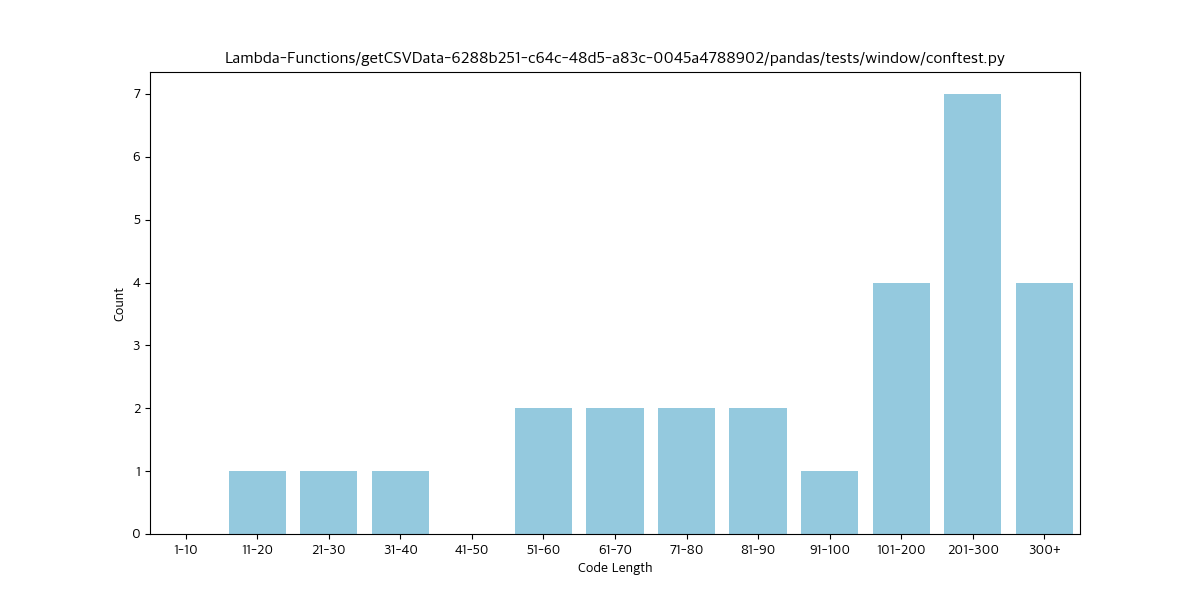 Lambda-Functions/getCSVData-6288b251-c64c-48d5-a83c-0045a4788902/pandas/tests/window/conftest.py
7
6
5
4
3
2
1
0
Count
1-10 11-20 21-30 31-40 41-50 51-60 61-70 71-80 81-90 91-100 101-200 201-300 300+
Code Length